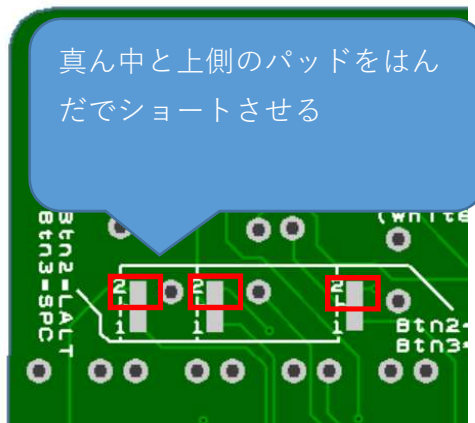 真ん中と上側のパッドをはん
だでショートさせる
(White
Btn2=LALT
Btn3=SPC
2
2
2
1
1
1
Btn2=
Btn3=